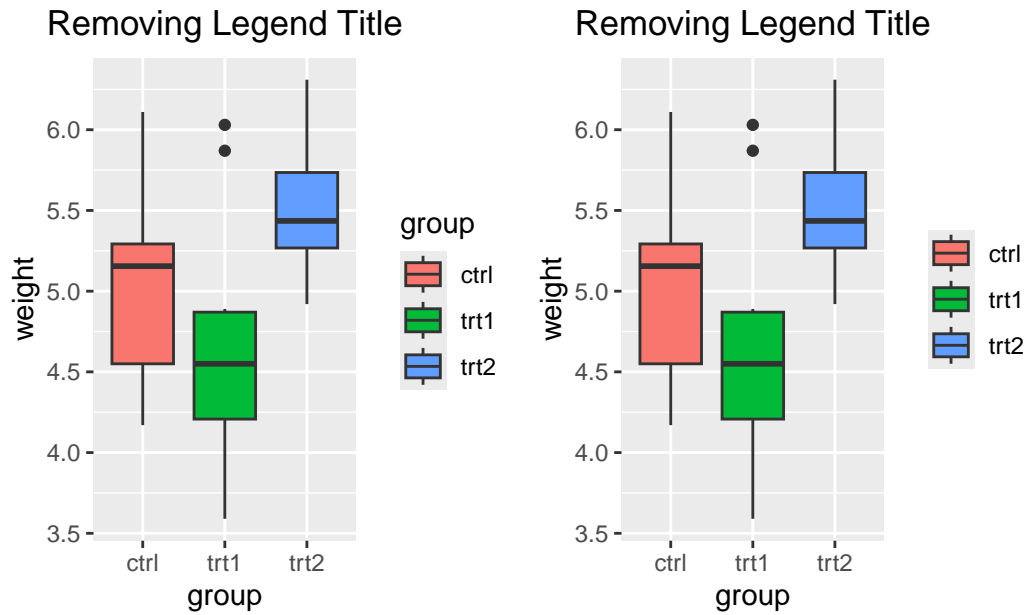 Removing Legend Title
weight
6.0
5.5
5.0
4.5
4.0
3.5
ctrl trt1 trt2
group
group
ctrl
trt1
trt2
Removing Legend Title
weight
6.0
5.5
5.0
4.5
4.0
3.5
ctrl trt1 trt2
group
ctrl
trt1
trt2